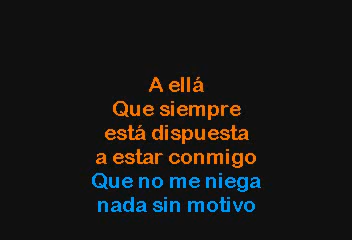 A ellá
Que siempre
está dispuesta
a estar conmigo
Que no me niega
nada sin motivo